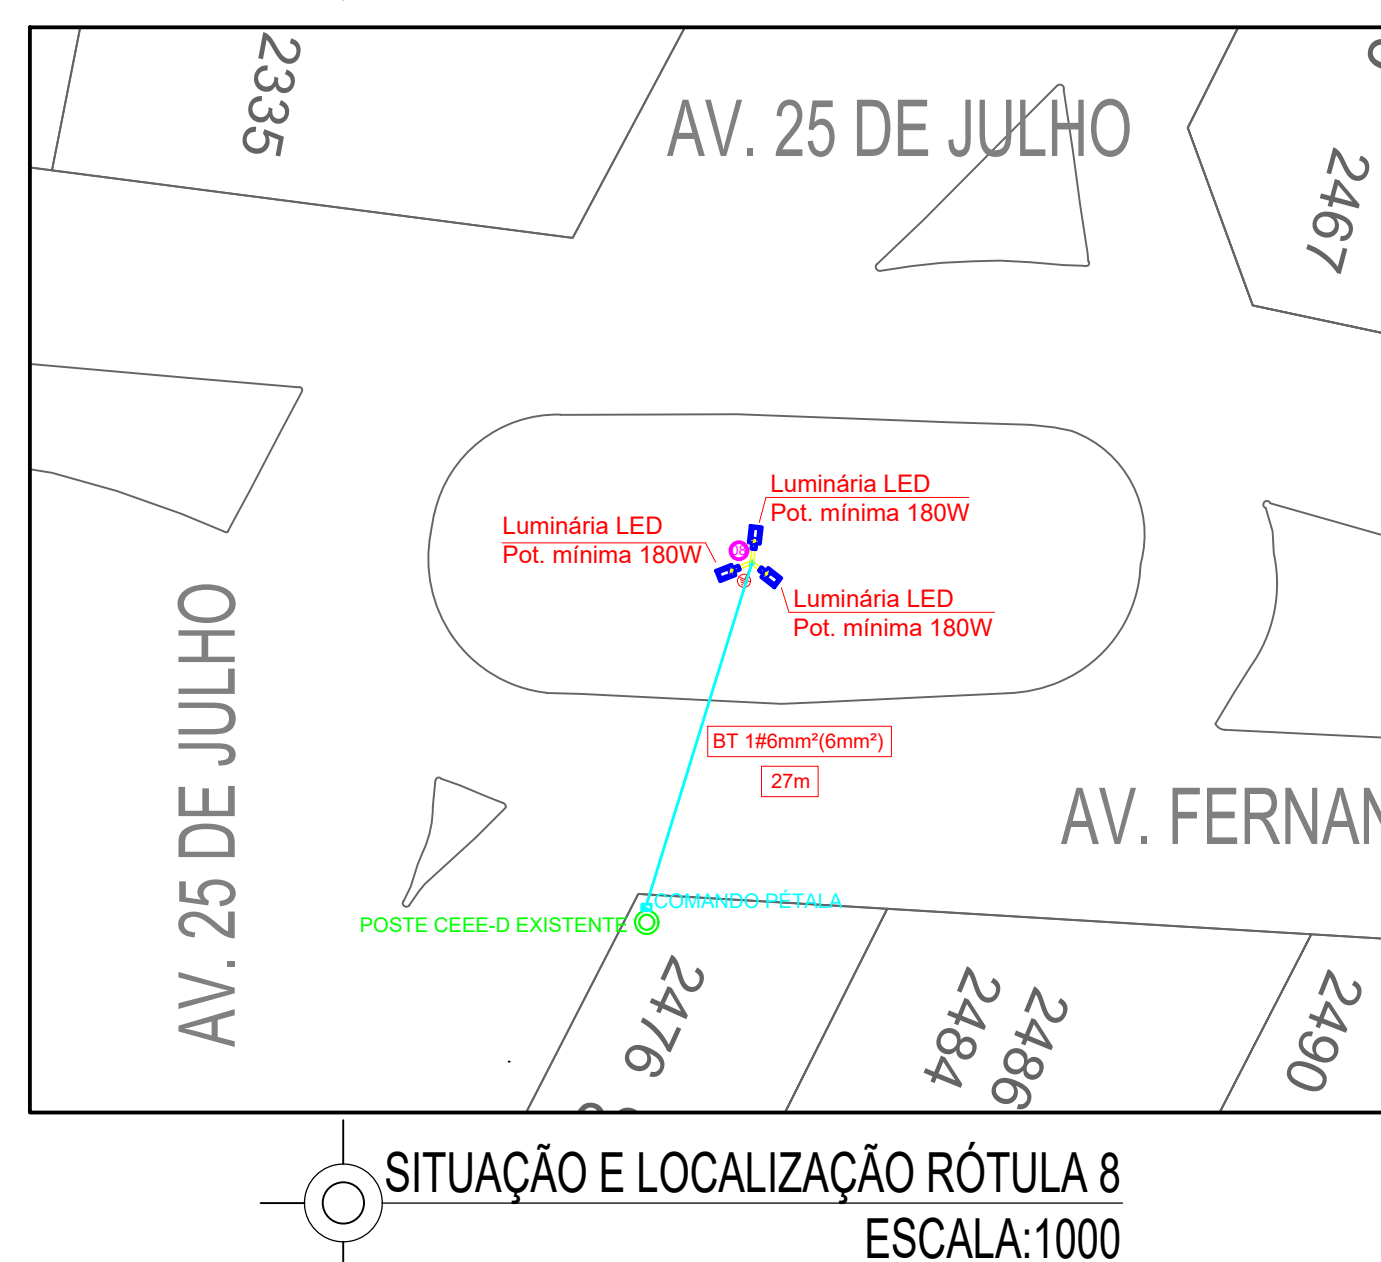 2335
AV. 25 DE JULHO
2467
Luminária LED
Pot. mínima 180W
Luminária LED
Pot. mínima 180W
08
Luminária LED
Pot. mínima 180W
AV. 25 DE JULHO
BT 1#6mm²(6mm²)
27m
AV. FERNAN
COMANDO PÉTALA
POSTE CEEE-D EXISTENTE
2476
2484
2486
2490
SITUAÇÃO E LOCALIZAÇÃO RÓTULA 8
ESCALA:1000